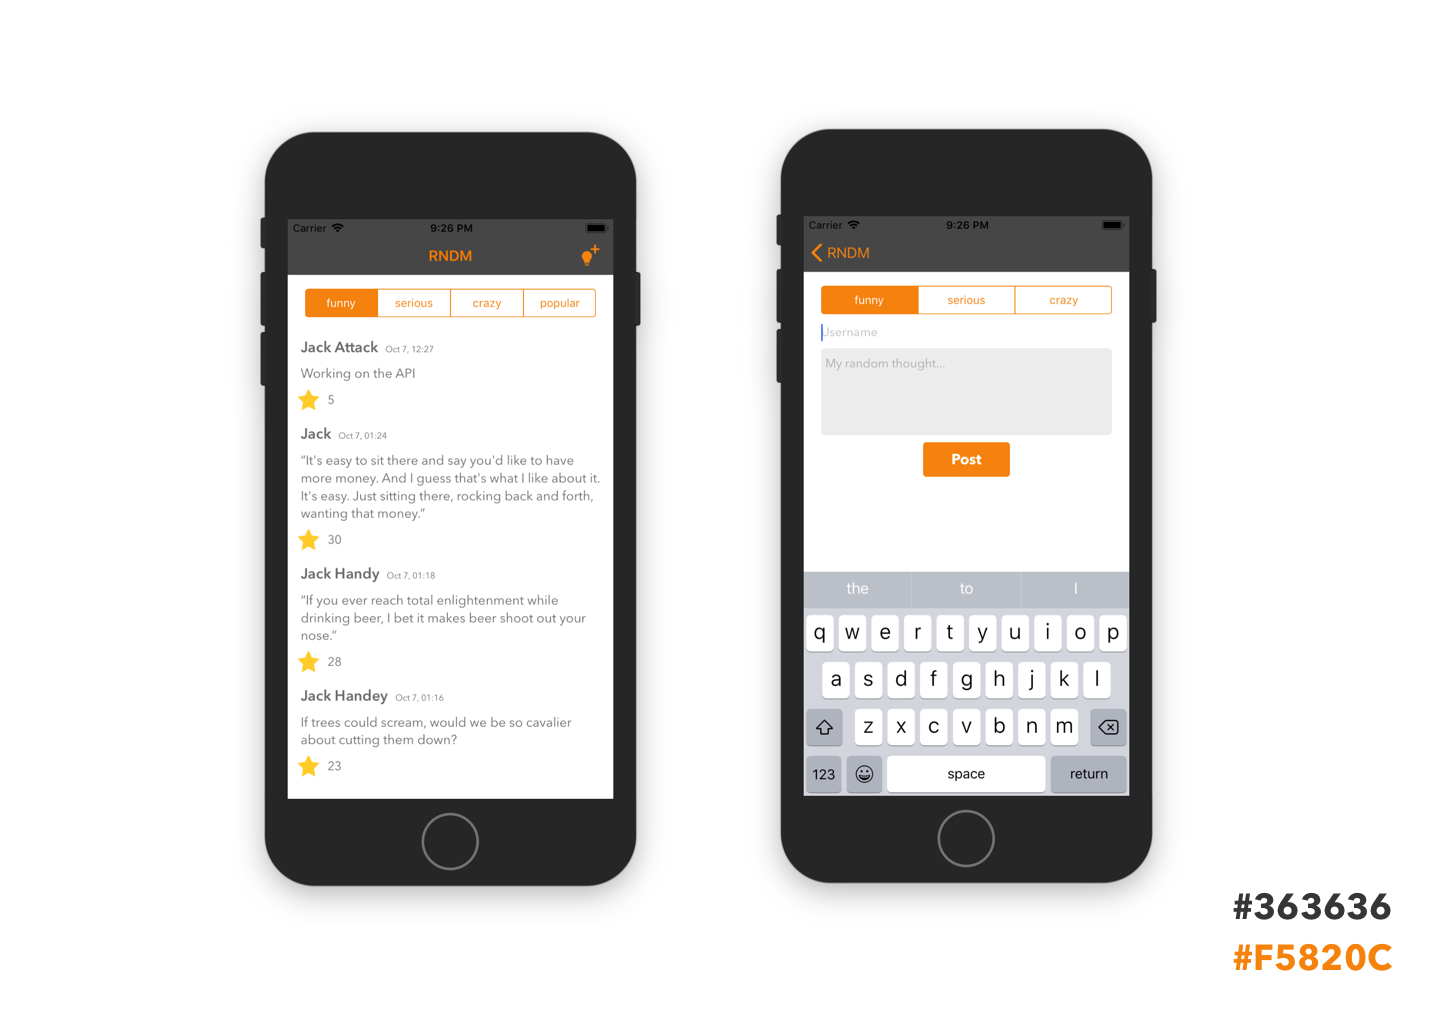 Carrier 9:26 PM
RNDM
funny serious crazy popular
Jack Attack Oct 7, 12:27
Working on the API
5
Jack Oct 7, 01:24
“It's easy to sit there and say you'd like to have
more money. And I guess that's what I like about it.
It's easy. Just sitting there, rocking back and forth,
wanting that money.”
30
Jack Handy Oct 7, 01:18
“If you ever reach total enlightenment while
drinking beer, I bet it makes beer shoot out your
nose.”
28
Jack Handey Oct 7, 01:16
If trees could scream, would we be so cavalier
about cutting them down?
23
Carrier 9:26 PM
RNDM
funny serious crazy
Username
My random thought...
Post
the to I
q w e r t y u i o p
a s d f g h j k l
z x c v b n m
123 space return
#363636
#F5820C